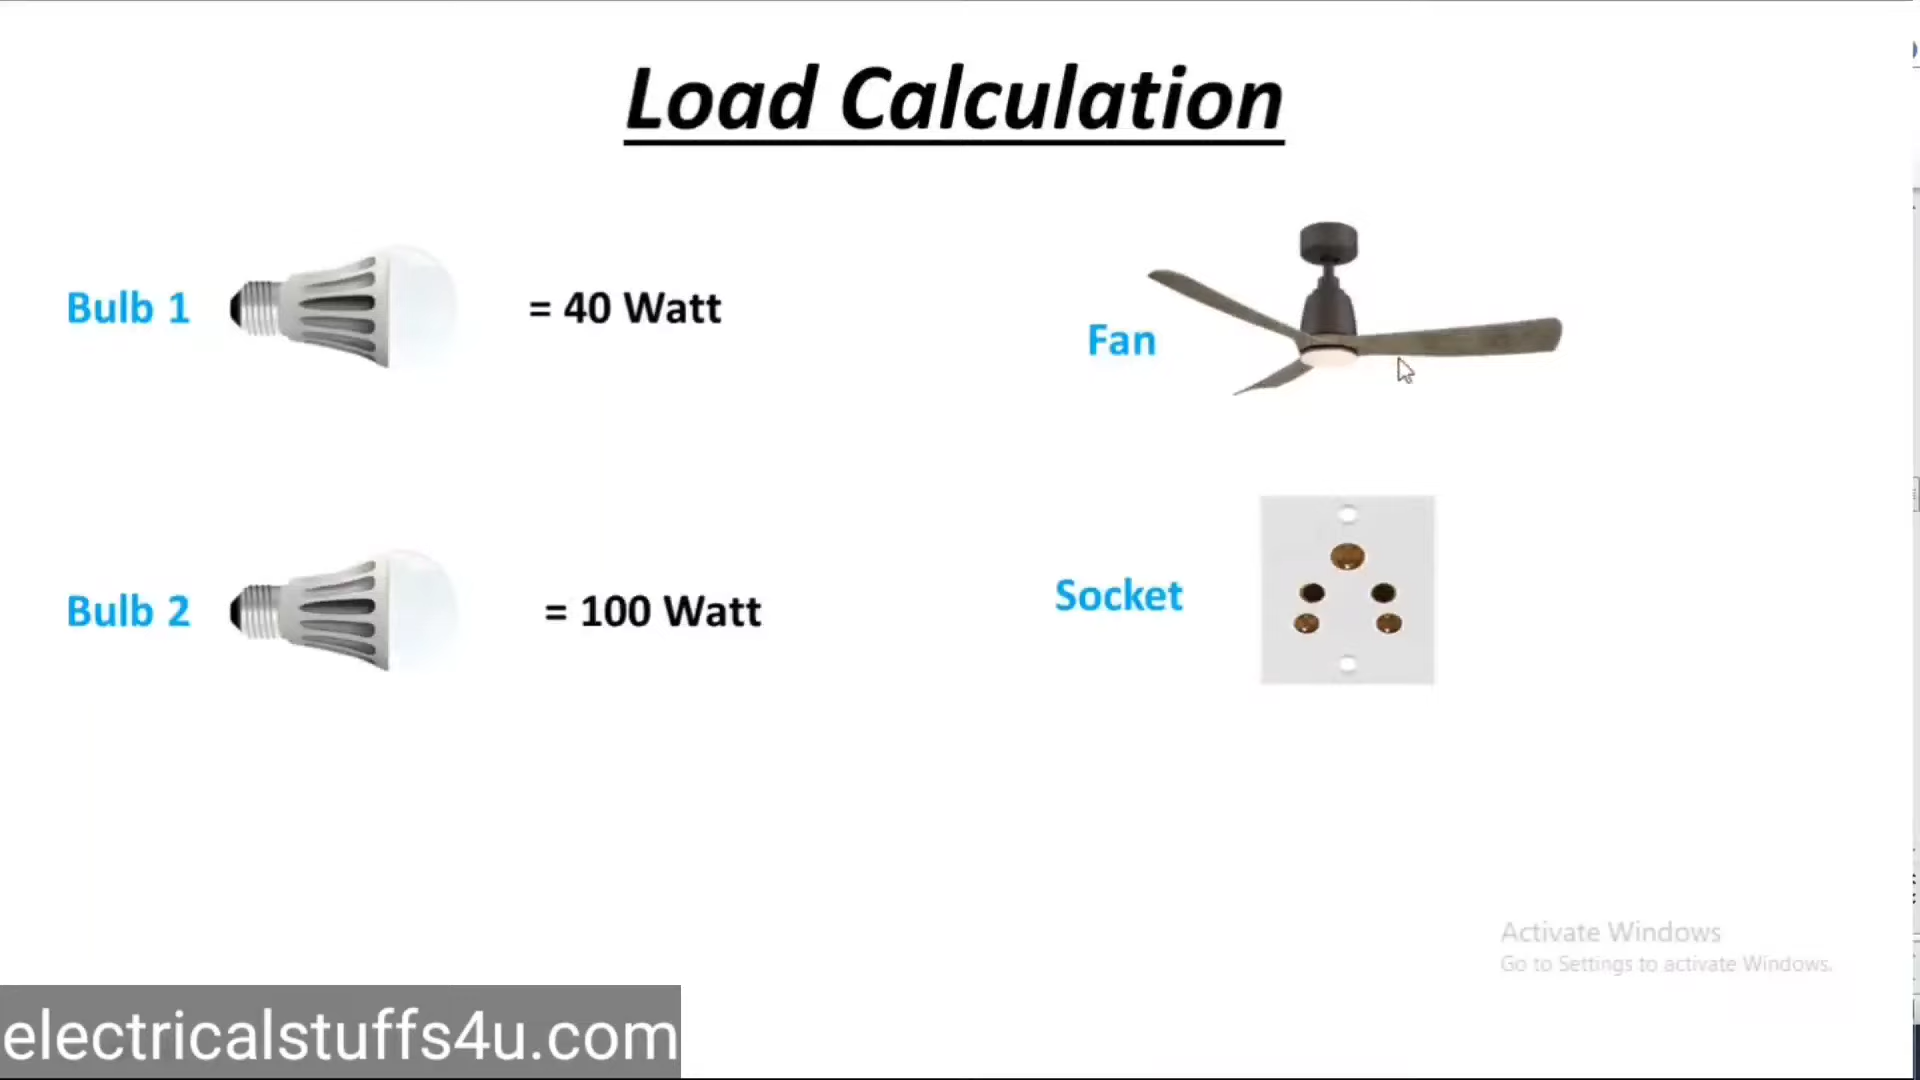 Load Calculation
Bulb 1
= 40 Watt
Fan
Bulb 2
= 100 Watt
Socket
Activate Windows
Go to Settings to activate Windows.
electricalstuffs4u.com